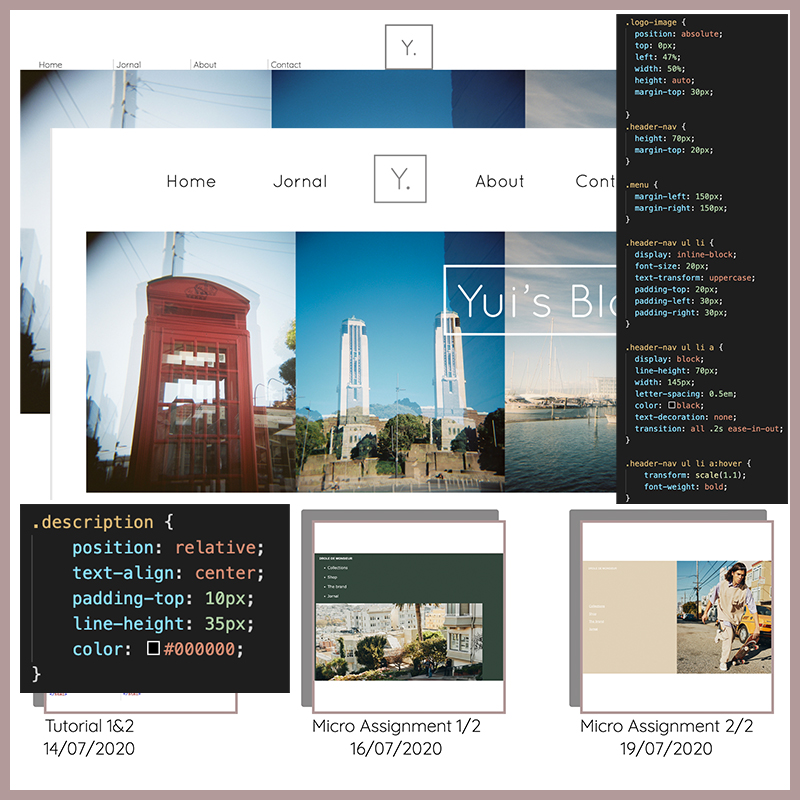 Y.
Home
Jornal
About
Contact
Home
Jornal
Y.
About
Cont
Yui's Blo
.logo-image {
position: absolute;
top: 0px;
left: 47%;
width: 50%;
height: auto;
margin-top: 30px;
}
.header-nav {
height: 70px;
margin-top: 20px;
}
.menu {
margin-left: 150px;
margin-right: 150px;
}
.header-nav ul li {
display: inline-block;
font-size: 20px;
text-transform: uppercase;
padding-top: 20px;
padding-left: 30px;
padding-right: 30px;
}
.header-nav ul li a {
display: block;
line-height: 70px;
width: 145px;
letter-spacing: 0.5em;
color: black;
text-decoration: none;
transition: all .2s ease-in-out;
}
.header-nav ul li a:hover {
transform: scale(1.1);
font-weight: bold;
}
.description {
position: relative;
text-align: center;
padding-top: 10px;
line-height: 35px;
color: #000000;
}
DROLE DE MONSIEUR
Collections
Shop
The brand
Jornal
Tutorial 1&2
14/07/2020
Micro Assignment 1/2
16/07/2020
Micro Assignment 2/2
19/07/2020